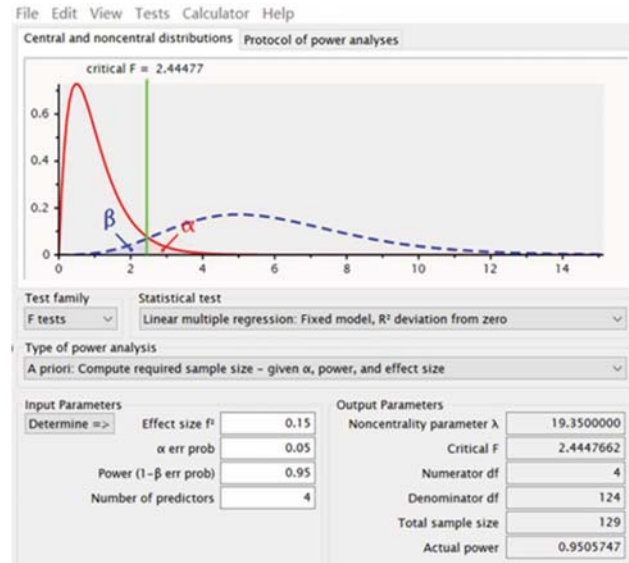 File Edit View Tests Calculator Help
Central and noncentral distributions Protocol of power analyses
critical F = 2.44477
0.6
0.4
0.2
0
β α
0 2 4 6 8 10 12 14
Test family Statistical test
F tests Linear multiple regression: Fixed model, R² deviation from zero
Type of power analysis
A priori: Compute required sample size – given α, power, and effect size
Input Parameters Output Parameters
Determine => Effect size f² 0.15 Noncentrality parameter λ 19.3500000
α err prob 0.05 Critical F 2.4447662
Power (1-β err prob) 0.95 Numerator df 4
Number of predictors 4 Denominator df 124
Total sample size 129
Actual power 0.9505747